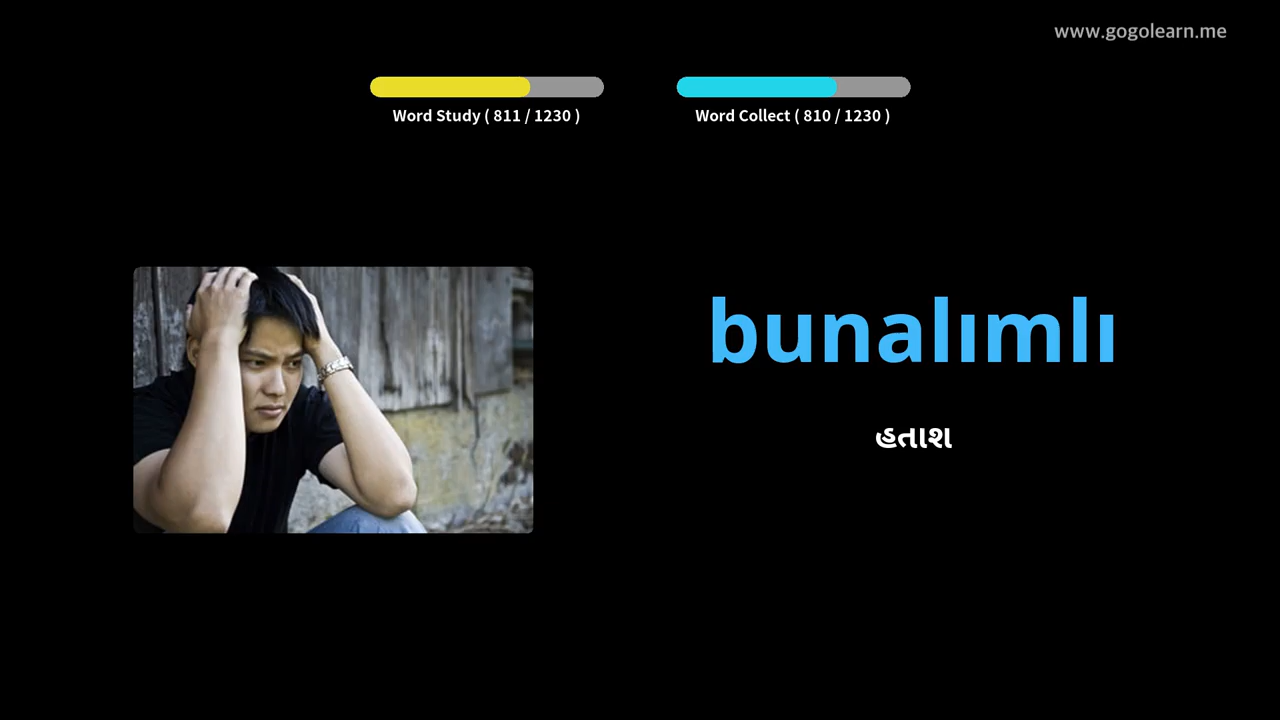 www.gogolearn.me
Word Study ( 811 / 1230 )
Word Collect ( 810 / 1230 )
bunalımlı
હતાશ